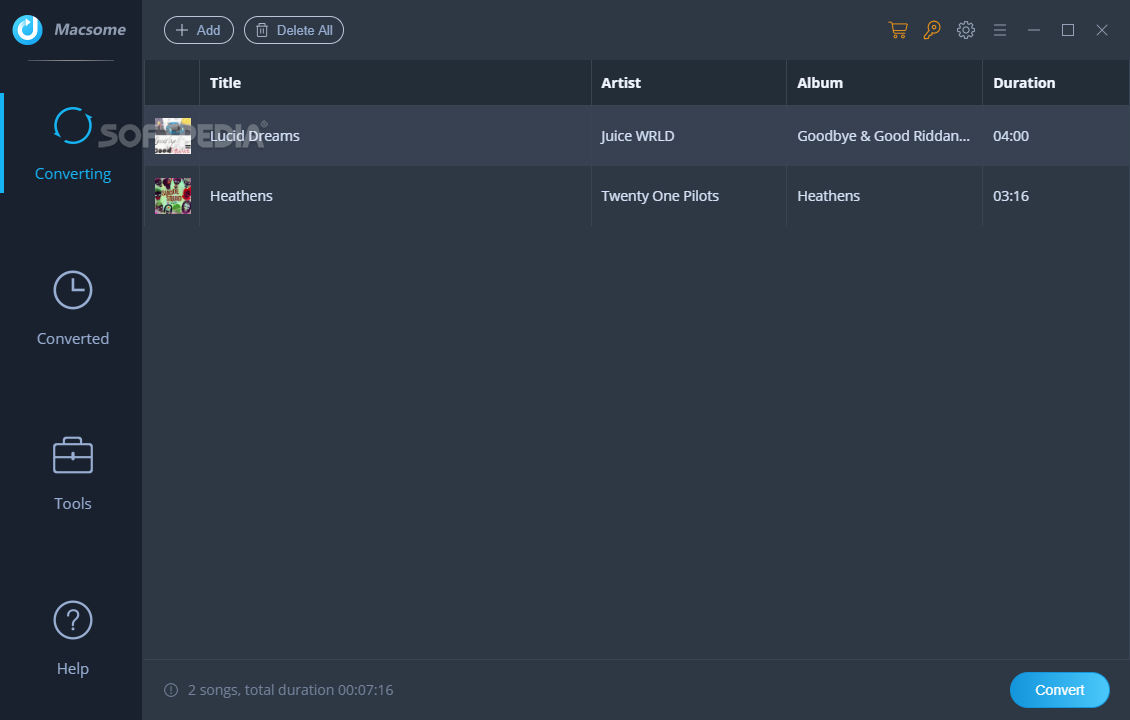 Macsome
Add
Delete All
Title Artist Album Duration
SOFTPEDIA®
Lucid Dreams Juice WRLD Goodbye & Good Riddan... 04:00
Converting
Heathens Twenty One Pilots Heathens 03:16
Converted
Tools
Help
2 songs, total duration 00:07:16
Convert